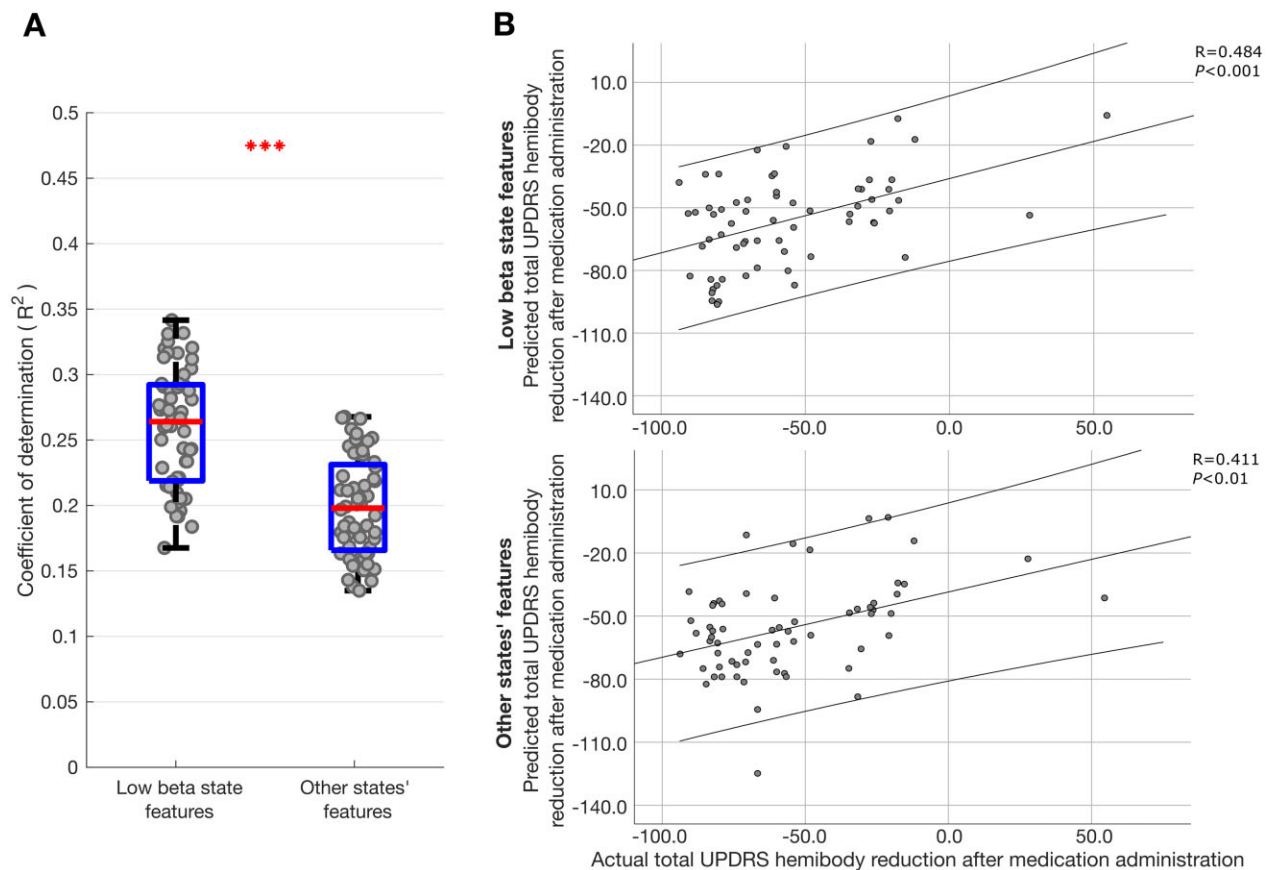 A
Coefficient of determination ( R² )
0.5
0.45
0.4
0.35
0.3
0.25
0.2
0.15
0.1
0.05
0
***
Low beta state
features
Other states'
features
B
Low beta state features
Predicted total UPDRS hemibody
reduction after medication administration
10.0
-20.0
-50.0
-80.0
-110.0
-140.0
-100.0
-50.0
0.0
50.0
R=0.484
P<0.001
Other states' features
Predicted total UPDRS hemibody
reduction after medication administration
10.0
-20.0
-50.0
-80.0
-110.0
-140.0
-100.0
-50.0
0.0
50.0
R=0.411
P<0.01
Actual total UPDRS hemibody reduction after medication administration